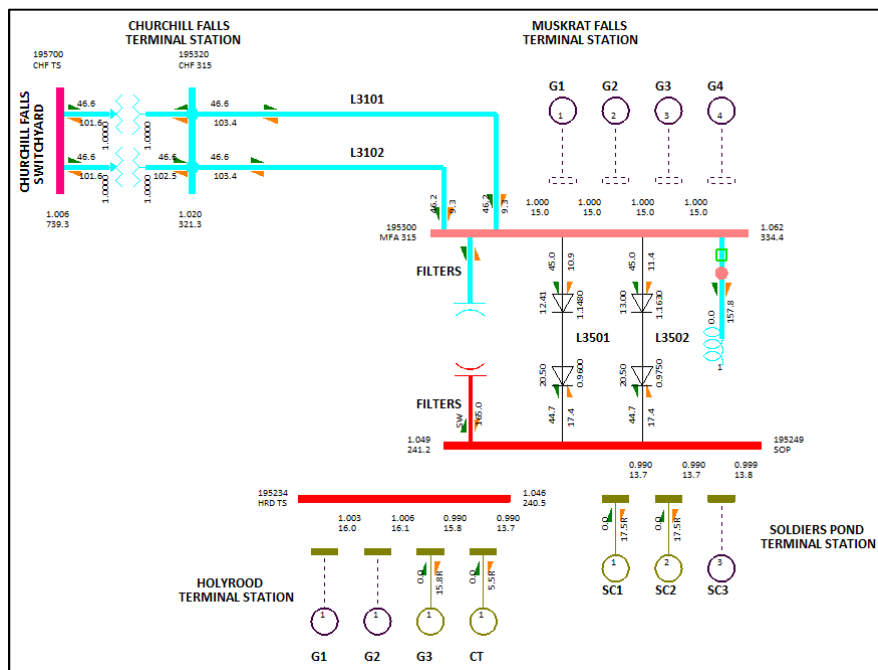 CHURCHILL FALLS
TERMINAL STATION
MUSKRAT FALLS
TERMINAL STATION
195700
CHF TS
195320
CHF 315
G1
G2
G3
G4
1
2
3
4
46.6
46.6
46.6
L3101
101.6
1.0000
1.0000
103.4
CHURCHILL FALLS
SWITCHYARD
46.6
46.6
46.6
L3102
101.6
1.0000
1.0000
102.5
103.4
1.006
739.3
1.020
321.3
46.2
9.3
46.2
9.3
1.000
15.0
1.000
15.0
1.000
15.0
1.000
15.0
195300
MFA 315
1.062
334.4
FILTERS
45.0
10.9
45.0
11.4
12.41
1.1480
13.00
1.1630
0.0
157.8
1
L3501
L3502
20.50
0.9600
20.50
0.9750
FILTERS
SW
165.0
44.7
17.4
44.7
17.4
1.049
241.2
195249
SOP
0.990
13.7
0.990
13.7
0.999
13.8
195234
HRD TS
1.046
240.5
1.003
16.0
1.006
16.1
0.990
15.8
0.990
13.7
0.0
17.5R
0.0
17.5R
SOLDIERS POND
TERMINAL STATION
1
2
3
SC1
SC2
SC3
HOLYROOD
TERMINAL STATION
0.0
15.8R
0.0
5.5R
1
1
1
1
G1
G2
G3
CT